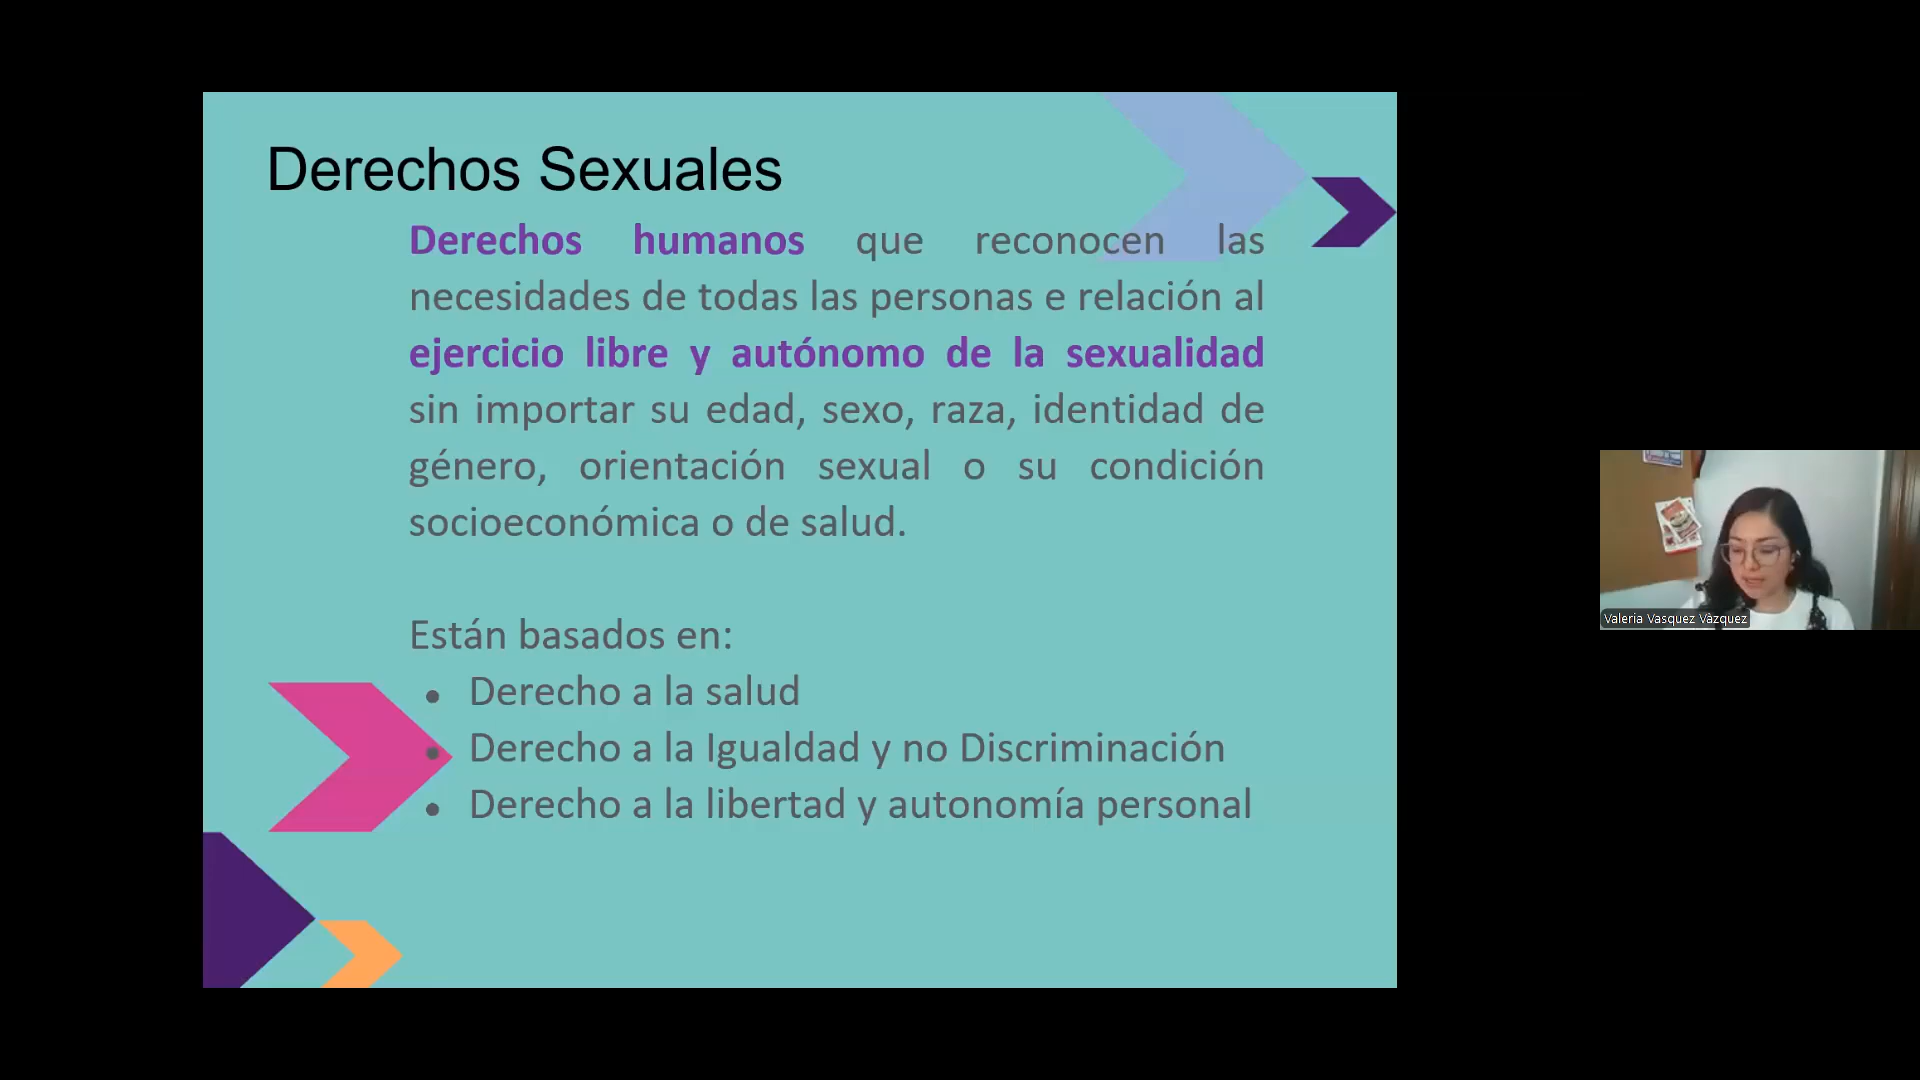 Derechos Sexuales
Derechos humanos que reconocen las
necesidades de todas las personas e relación al
ejercicio libre y autónomo de la sexualidad
sin importar su edad, sexo, raza, identidad de
género, orientación sexual o su condición
socioeconómica o de salud.
Están basados en:
• Derecho a la salud
• Derecho a la Igualdad y no Discriminación
• Derecho a la libertad y autonomía personal
Valeria Vasquez Vàzquez